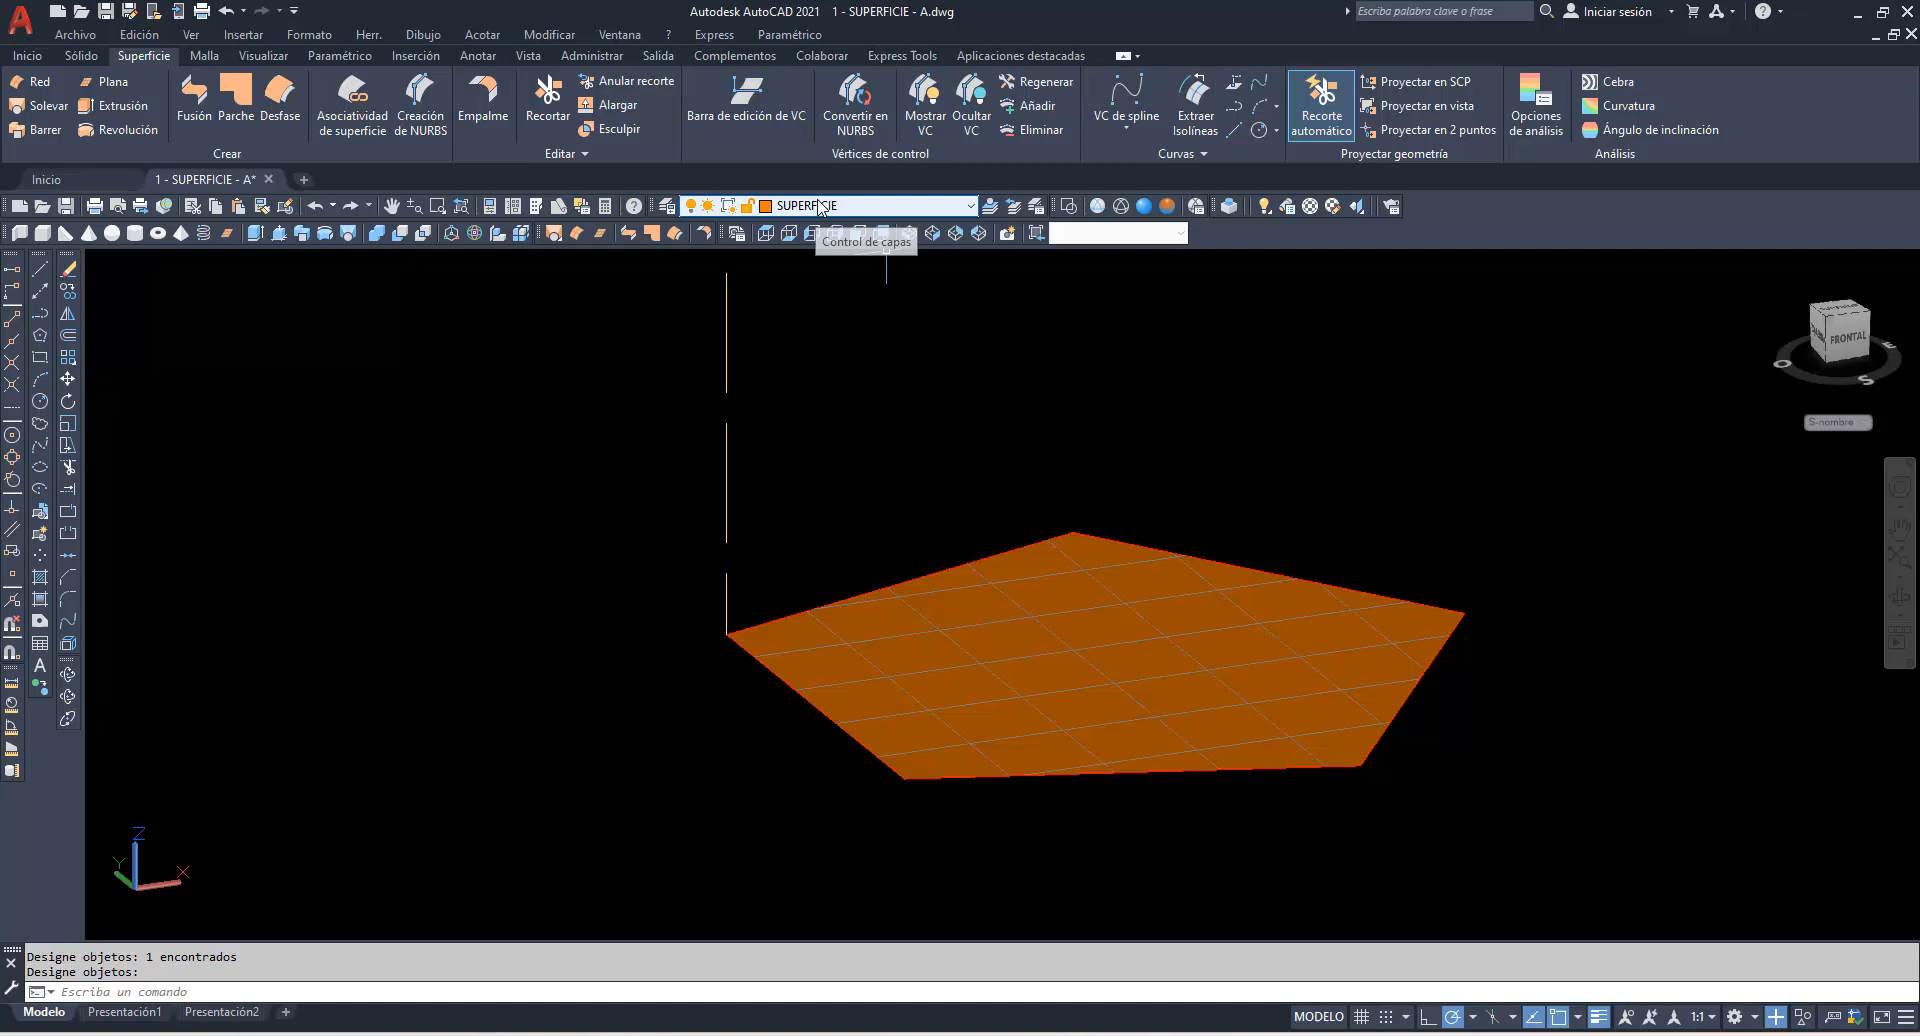 Autodesk AutoCAD 2021 1 - SUPERFICIE - A.dwg
Escriba palabra clave o frase
Iniciar sesión
Archivo Edición Ver Insertar Formato Herr. Dibujo Acotar Modificar Ventana ? Express Paramétrico
Inicio Sólido Superficie Malla Visualizar Paramétrico Inserción Anotar Vista Administrar Salida Complementos Colaborar Express Tools Aplicaciones destacadas
Red Plana
Solevar Extrusión
Barrer Revolución
Fusión Parche Desfase
Asociatividad de superficie
Creación de NURBS
Crear
Empalme
Recortar
Anular recorte
Alargar
Esculpir
Editar
Barra de edición de VC
Convertir en NURBS
Mostrar VC
Ocultar VC
Regenerar
Añadir
Eliminar
Vértices de control
VC de spline
Extraer Isolíneas
Curvas
Recorte automático
Proyectar en SCP
Proyectar en vista
Proyectar en 2 puntos
Proyectar geometría
Opciones de análisis
Cebra
Curvatura
Ángulo de inclinación
Análisis
Inicio 1 - SUPERFICIE - A*
SUPERFICIE
Control de capas
FRONTAL
O S E
S-nombre
A
Z
Y X
Designe objetos: 1 encontrados
Designe objetos:
Escriba un comando
Modelo Presentación1 Presentación2 +
MODELO 1:1